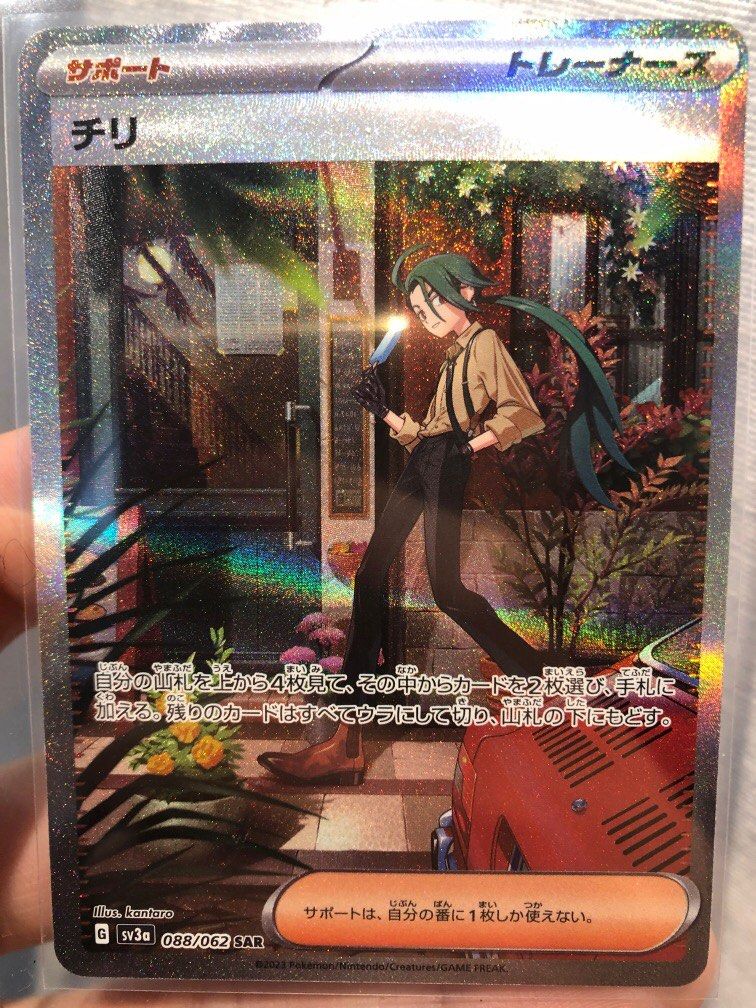 サポート
トレーナーズ
チリ
自分の山札を上から4枚見て、その中からカードを2枚選び、手札に
加える。残りのカードはすべてウラにして切り、山札の下にもどす。
サポートは、自分の番に1枚しか使えない。
Illus. kantaro
G sv3a 088/062 SAR
©2023 Pokémon/Nintendo/Creatures/GAME FREAK.